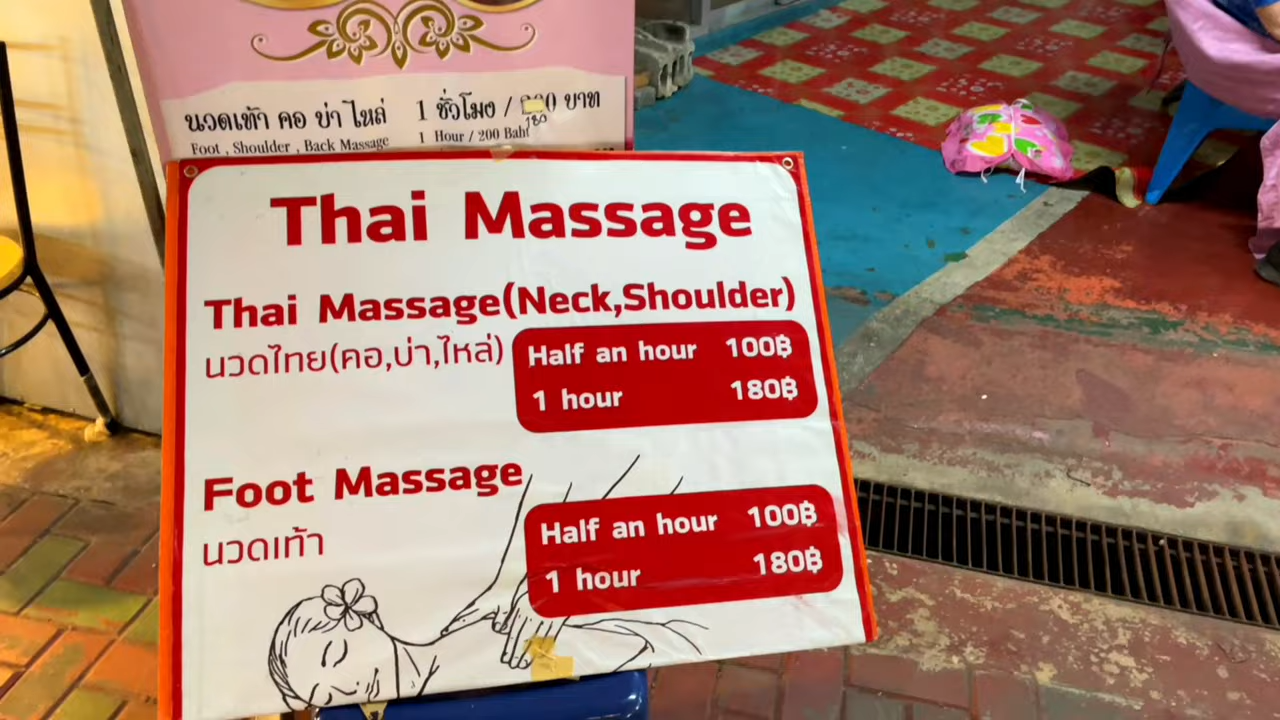 นวดเท้า คอ บ่า ไหล่ 1 ชั่วโมง / 200 บาท
180
Foot , Shoulder , Back Massage 1 Hour / 200 Baht
Thai Massage
Thai Massage(Neck,Shoulder)
นวดไทย(คอ,บ่า,ไหล่)
Half an hour 100฿
1 hour 180฿
Foot Massage
นวดเท้า
Half an hour 100฿
1 hour 180฿